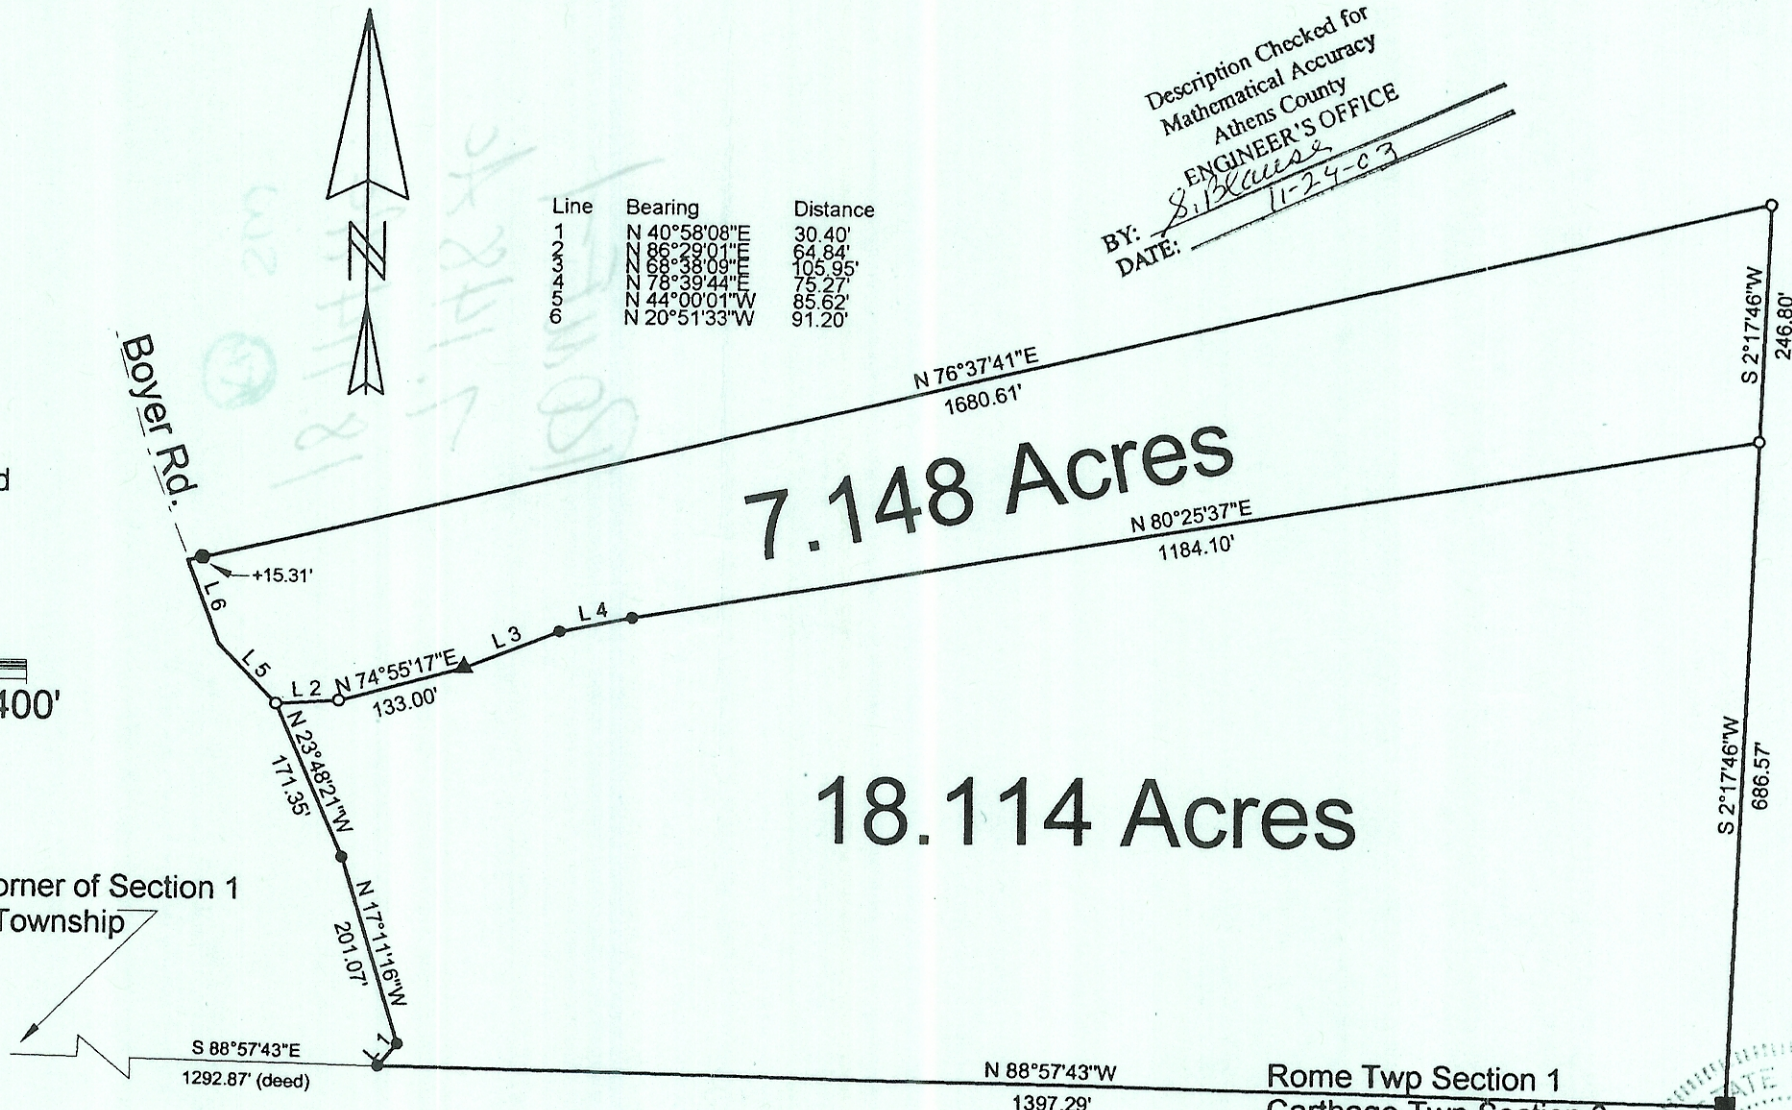 Description Checked for
Mathematical Accuracy
Athens County
ENGINEER'S OFFICE
BY: S. Blause
DATE: 11-24-03
N
Line Bearing Distance
1 N 40°58'08"E 30.40'
2 N 86°29'01"E 64.84'
3 N 68°38'09"E 105.95'
4 N 78°39'44"E 75.27'
5 N 44°00'01"W 85.62'
6 N 20°51'33"W 91.20'
Boyer Rd.
S 2°17'46"W
246.80'
N 76°37'41"E
1680.61'
7.148 Acres
d
N 80°25'37"E
1184.10'
+15.31'
L 6
L 5
L 4
L 3
L 2
N 74°55'17"E
133.00'
400'
N 23°48'21"W
171.35'
18.114 Acres
S 2°17'46"W
686.57'
orner of Section 1
Township
N 17°11'16"W
201.07'
L 1
S 88°57'43"E
1292.87' (deed)
N 88°57'43"W
1397.29'
Rome Twp Section 1
Carthage Twp Section